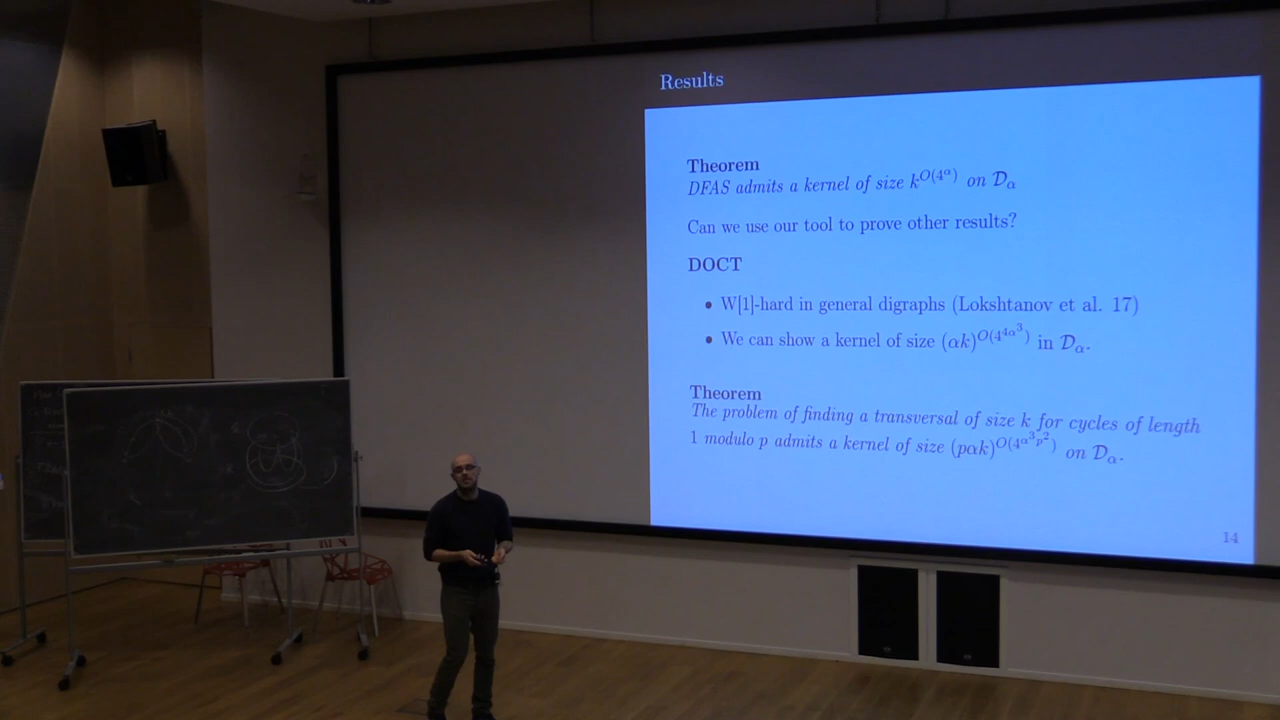 Results
Theorem
DFAS admits a kernel of size k^{O(4^α)} on 𝒟_α
Can we use our tool to prove other results?
DOCT
• W[1]-hard in general digraphs (Lokshtanov et al. 17)
• We can show a kernel of size (αk)^{O(4^{4α^3})} in 𝒟_α.
Theorem
The problem of finding a transversal of size k for cycles of length
1 modulo p admits a kernel of size (pαk)^{O(4^{α^3p^2})} on 𝒟_α.
14